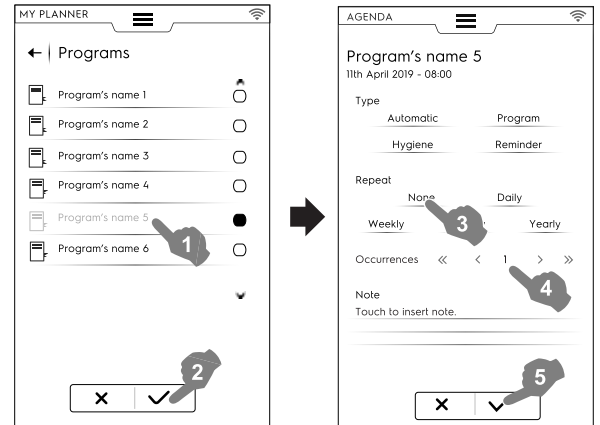 MY PLANNER
Programs
Program's name 1
Program's name 2
Program's name 3
Program's name 4
Program's name 5
Program's name 6
1
2
AGENDA
Program's name 5
11th April 2019 - 08:00
Type
Automatic Program
Hygiene Reminder
Repeat
None Daily
3
Weekly Yearly
Occurrences « < 1 > »
4
Note
Touch to insert note.
5